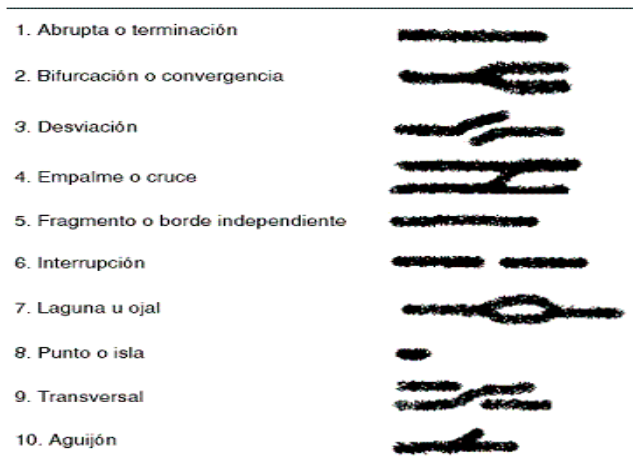 1. Abrupta o terminación
2. Bifurcación o convergencia
3. Desviación
4. Empalme o cruce
5. Fragmento o borde independiente
6. Interrupción
7. Laguna u ojal
8. Punto o isla
9. Transversal
10. Aguijón